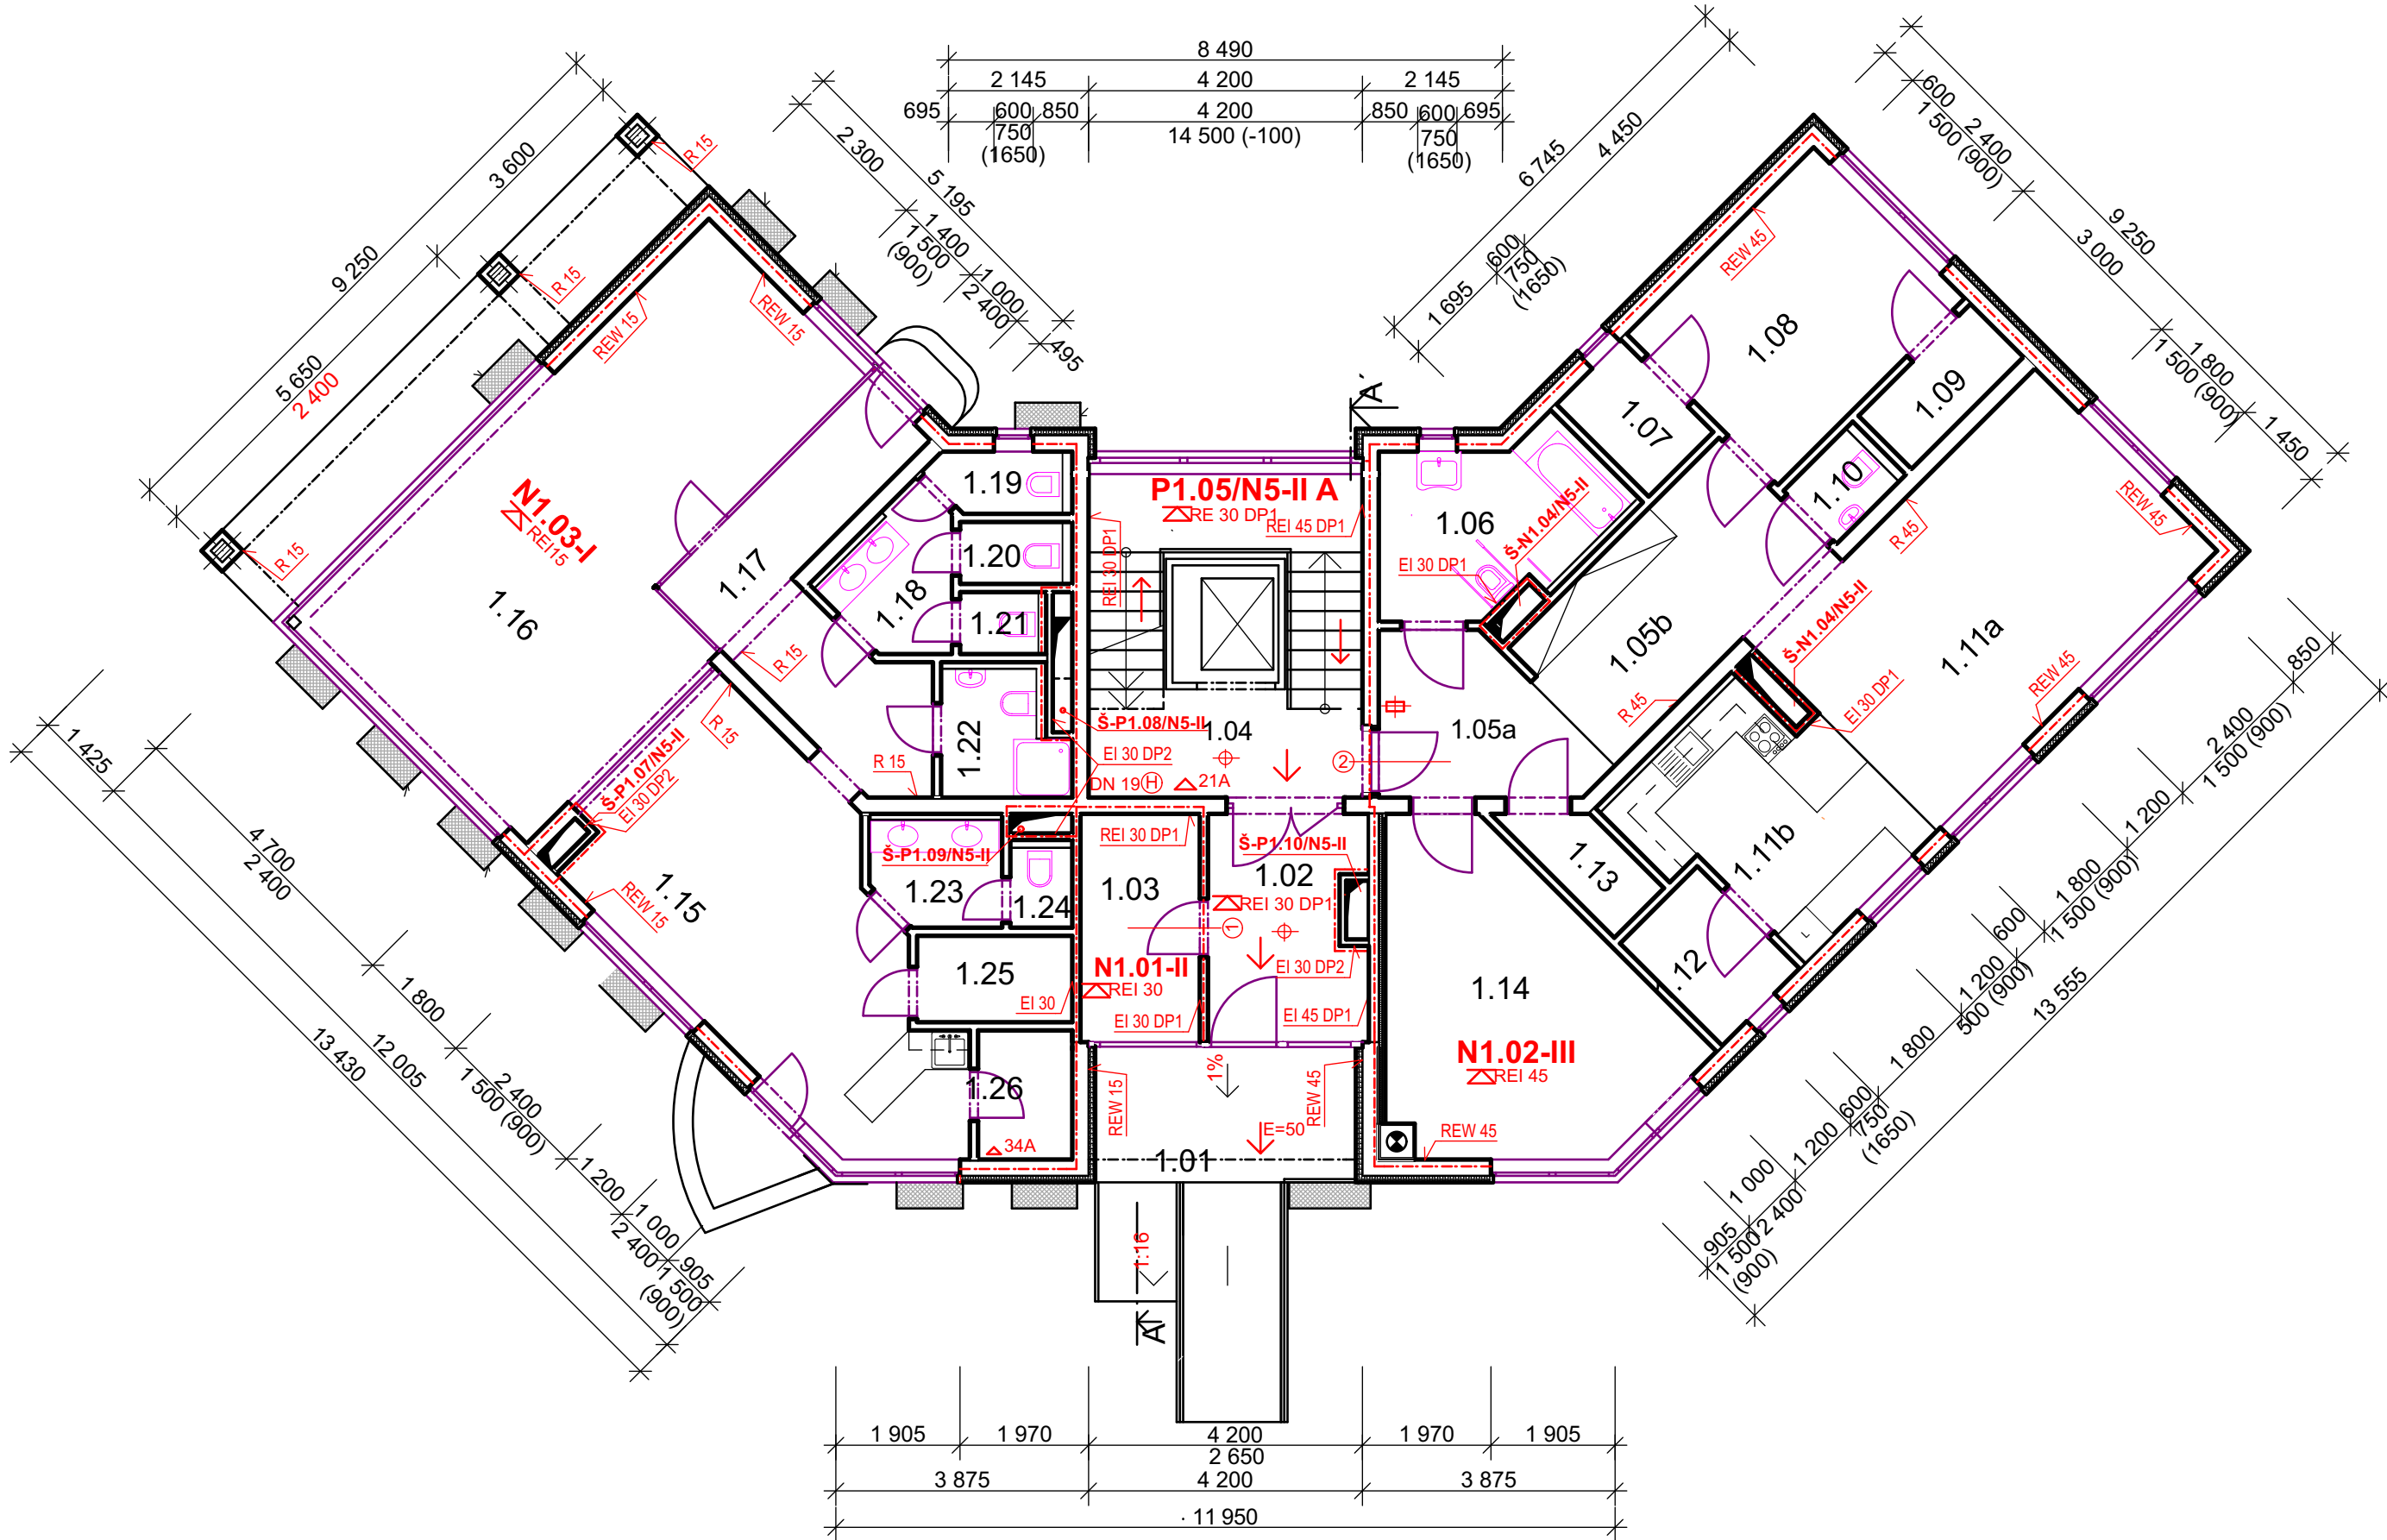 8 490
2 145
4 200
2 145
695
600
850
4 200
850
600
695
750
(1650)
14 500 (-100)
750
(1650)
9 250
3 600
5 650
2 400
2 300
5 195
1 400
1 500
(900)
1 000
2 400
495
6 745
4 450
1 695
600
750
(1650)
600
2 400
1 500 (900)
9 250
3 000
1 800
1 500 (900)
1 450
R 15
R 15
R 15
REW 15
REW 15
N1.03-I
REI15
1.16
1.17
1.18
1.19
1.20
1.21
1.22
R 15
R 15
R 15
P1.05/N5-II A
RE 30 DP1
REI 45 DP1
REI 30 DP1
A
1.06
EI 30 DP1
Š-N1.04/N5-II
1.07
1.08
REW 45
1.09
1.10
R 45
REW 45
1.05b
1.11a
Š-N1.04/N5-II
EI 30 DP1
REW 45
R 45
1.04
1.05a
2
Š-P1.08/N5-II
EI 30 DP2
DN 19
H
21A
Š-P1.07/N5-II
EI 30 DP2
1.15
REW 15
Š-P1.09/N5-II
1.23
1.24
1.25
EI 30
1.26
34A
REI 30 DP1
1.03
1
N1.01-II
REI 30
EI 30 DP1
Š-P1.10/N5-II
1.02
REI 30 DP1
EI 30 DP2
EI 45 DP1
1.11b
L
1.13
.12
1.14
N1.02-III
REI 45
REW 45
REW 15
1%
REW 45
E=50
1.01
1:16
A
1 425
4 700
2 400
1 800
2 400
1 500 (900)
1 200
1 000
2 400
905
1 500
(900)
12 005
13 430
850
2 400
1 500 (900)
1 200
1 800
1 500 (900)
600
1 200
500 (900)
1 800
600
750
(1650)
1 200
1 000
2 400
905
1 500
(900)
13 555
1 905
1 970
4 200
1 970
1 905
2 650
3 875
4 200
3 875
11 950